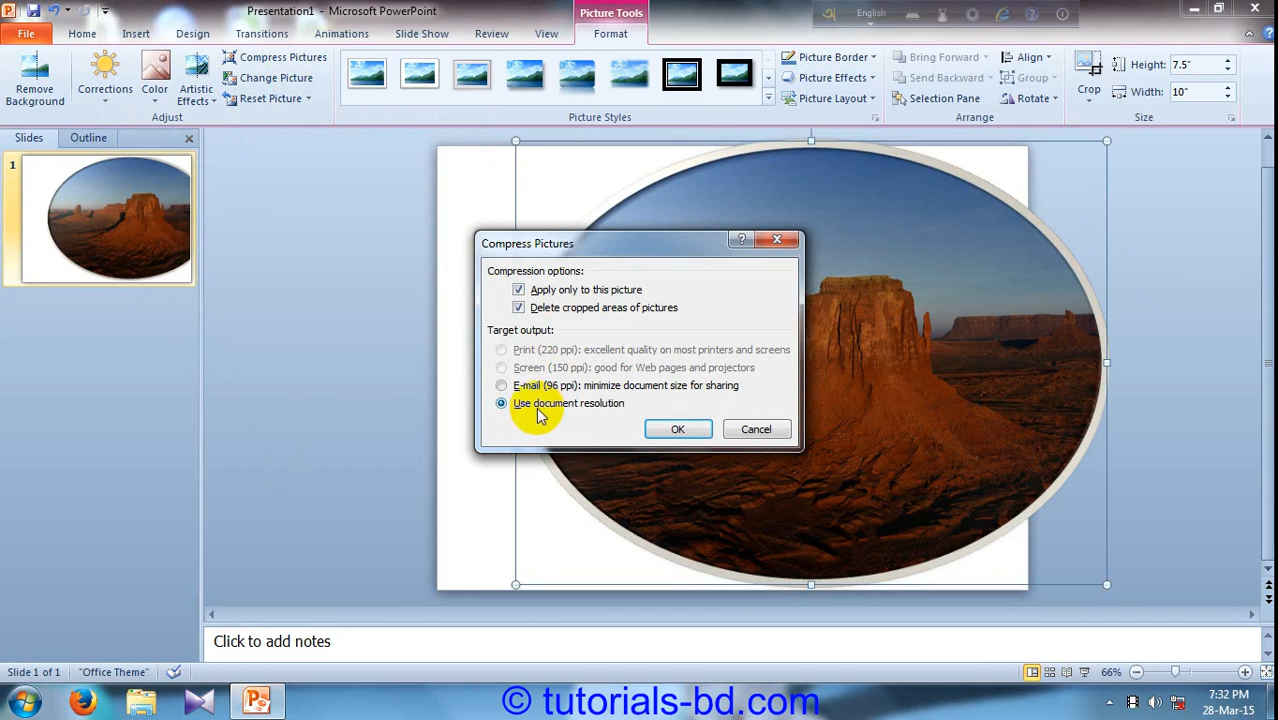 Presentation1 - Microsoft PowerPoint
Picture Tools
English
File Home Insert Design Transitions Animations Slide Show Review View Format
Remove Background
Corrections
Color
Artistic Effects
Compress Pictures
Change Picture
Reset Picture
Adjust
Picture Styles
Picture Border
Picture Effects
Picture Layout
Bring Forward
Send Backward
Selection Pane
Align
Group
Rotate
Arrange
Crop
Height: 7.5"
Width: 10"
Size
Slides Outline
1
Compress Pictures
Compression options:
Apply only to this picture
Delete cropped areas of pictures
Target output:
Print (220 ppi): excellent quality on most printers and screens
Screen (150 ppi): good for Web pages and projectors
E-mail (96 ppi): minimize document size for sharing
Use document resolution
OK Cancel
Click to add notes
Slide 1 of 1 "Office Theme" 66%
© tutorials-bd.com
7:32 PM
28-Mar-15